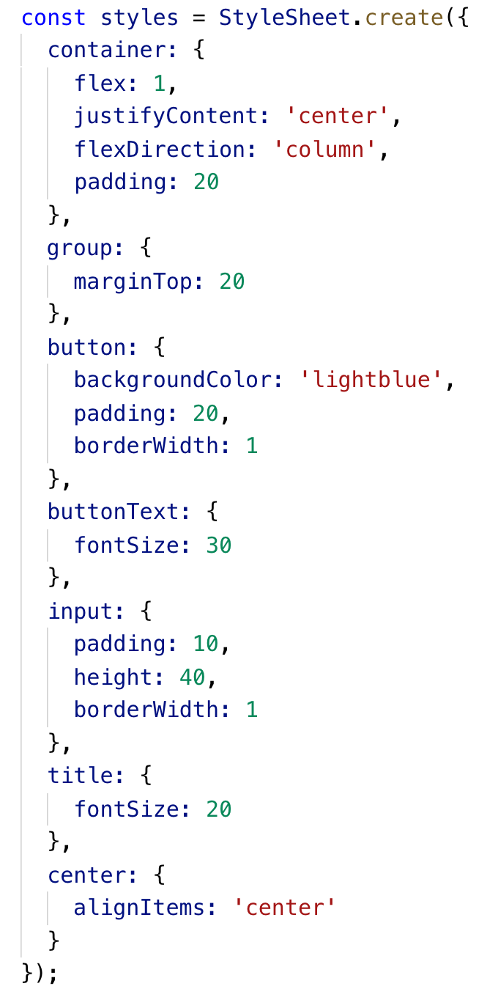 const styles = StyleSheet.create({
  container: {
    flex: 1,
    justifyContent: 'center',
    flexDirection: 'column',
    padding: 20
  },
  group: {
    marginTop: 20
  },
  button: {
    backgroundColor: 'lightblue',
    padding: 20,
    borderWidth: 1
  },
  buttonText: {
    fontSize: 30
  },
  input: {
    padding: 10,
    height: 40,
    borderWidth: 1
  },
  title: {
    fontSize: 20
  },
  center: {
    alignItems: 'center'
  }
});